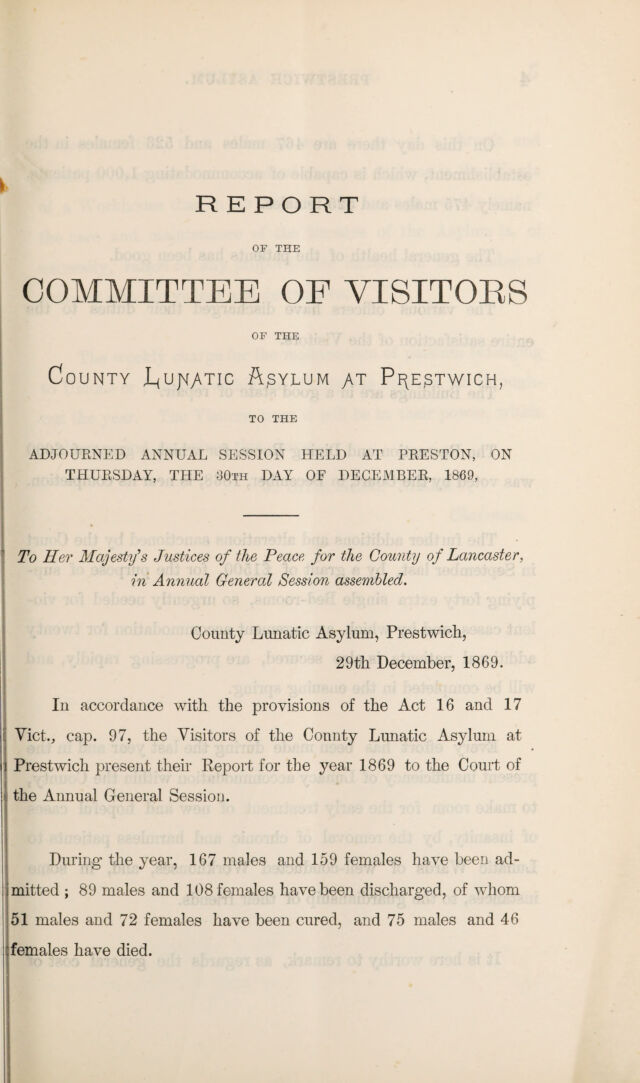 REPORT
OF THE
COMMITTEE OF VISITORS
OF THE
COUNTY LUNATIC ASYLUM AT PRESTWICH,
TO THE
ADJOURNED ANNUAL SESSION HELD AT PRESTON, ON
THURSDAY, THE 30TH DAY OF DECEMBER, 1869,
To Her Majesty's Justices of the Peace for the County of Lancaster,
in Annual General Session assembled.
County Lunatic Asylum, Prestwich,
29th December, 1869.
In accordance with the provisions of the Act 16 and 17
Vict., cap. 97, the Visitors of the County Lunatic Asylum at
Prestwich present their Report for the year 1869 to the Court of
the Annual General Session.
During the year, 167 males and 159 females have been ad-
mitted ; 89 males and 108 females have been discharged, of whom
51 males and 72 females have been cured, and 75 males and 46
females have died.